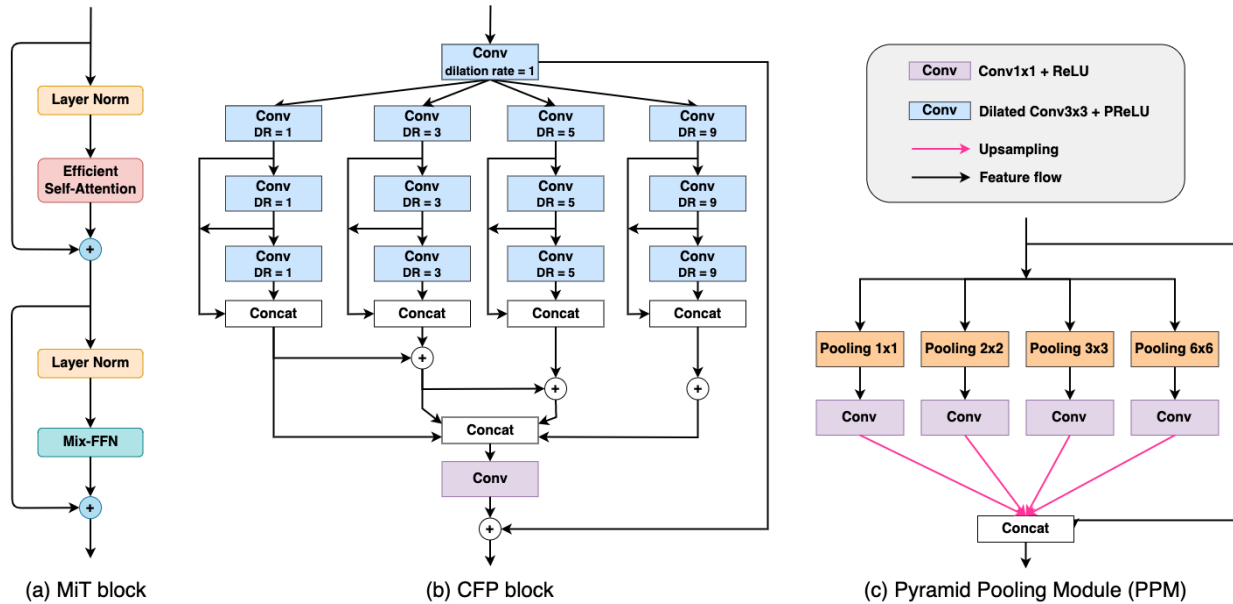 Layer Norm
Efficient
Self-Attention
+
Layer Norm
Mix-FFN
+
(a) MiT block
Conv
dilation rate = 1
Conv
DR = 1
Conv
DR = 3
Conv
DR = 5
Conv
DR = 9
Conv
DR = 1
Conv
DR = 3
Conv
DR = 5
Conv
DR = 9
Conv
DR = 1
Conv
DR = 3
Conv
DR = 5
Conv
DR = 9
Concat
Concat
Concat
Concat
+
+
+
Concat
Conv
+
(b) CFP block
Conv
Conv1x1 + ReLU
Conv
Dilated Conv3x3 + PReLU
Upsampling
Feature flow
Pooling 1x1
Pooling 2x2
Pooling 3x3
Pooling 6x6
Conv
Conv
Conv
Conv
Concat
(c) Pyramid Pooling Module (PPM)